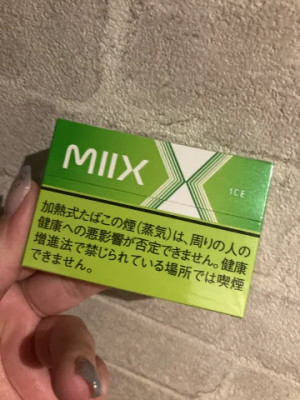 MIIX
ICE
加熱式たばこの煙(蒸気)は、周りの人の
健康への悪影響が否定できません。健康
増進法で禁じられている場所では喫煙
できません。